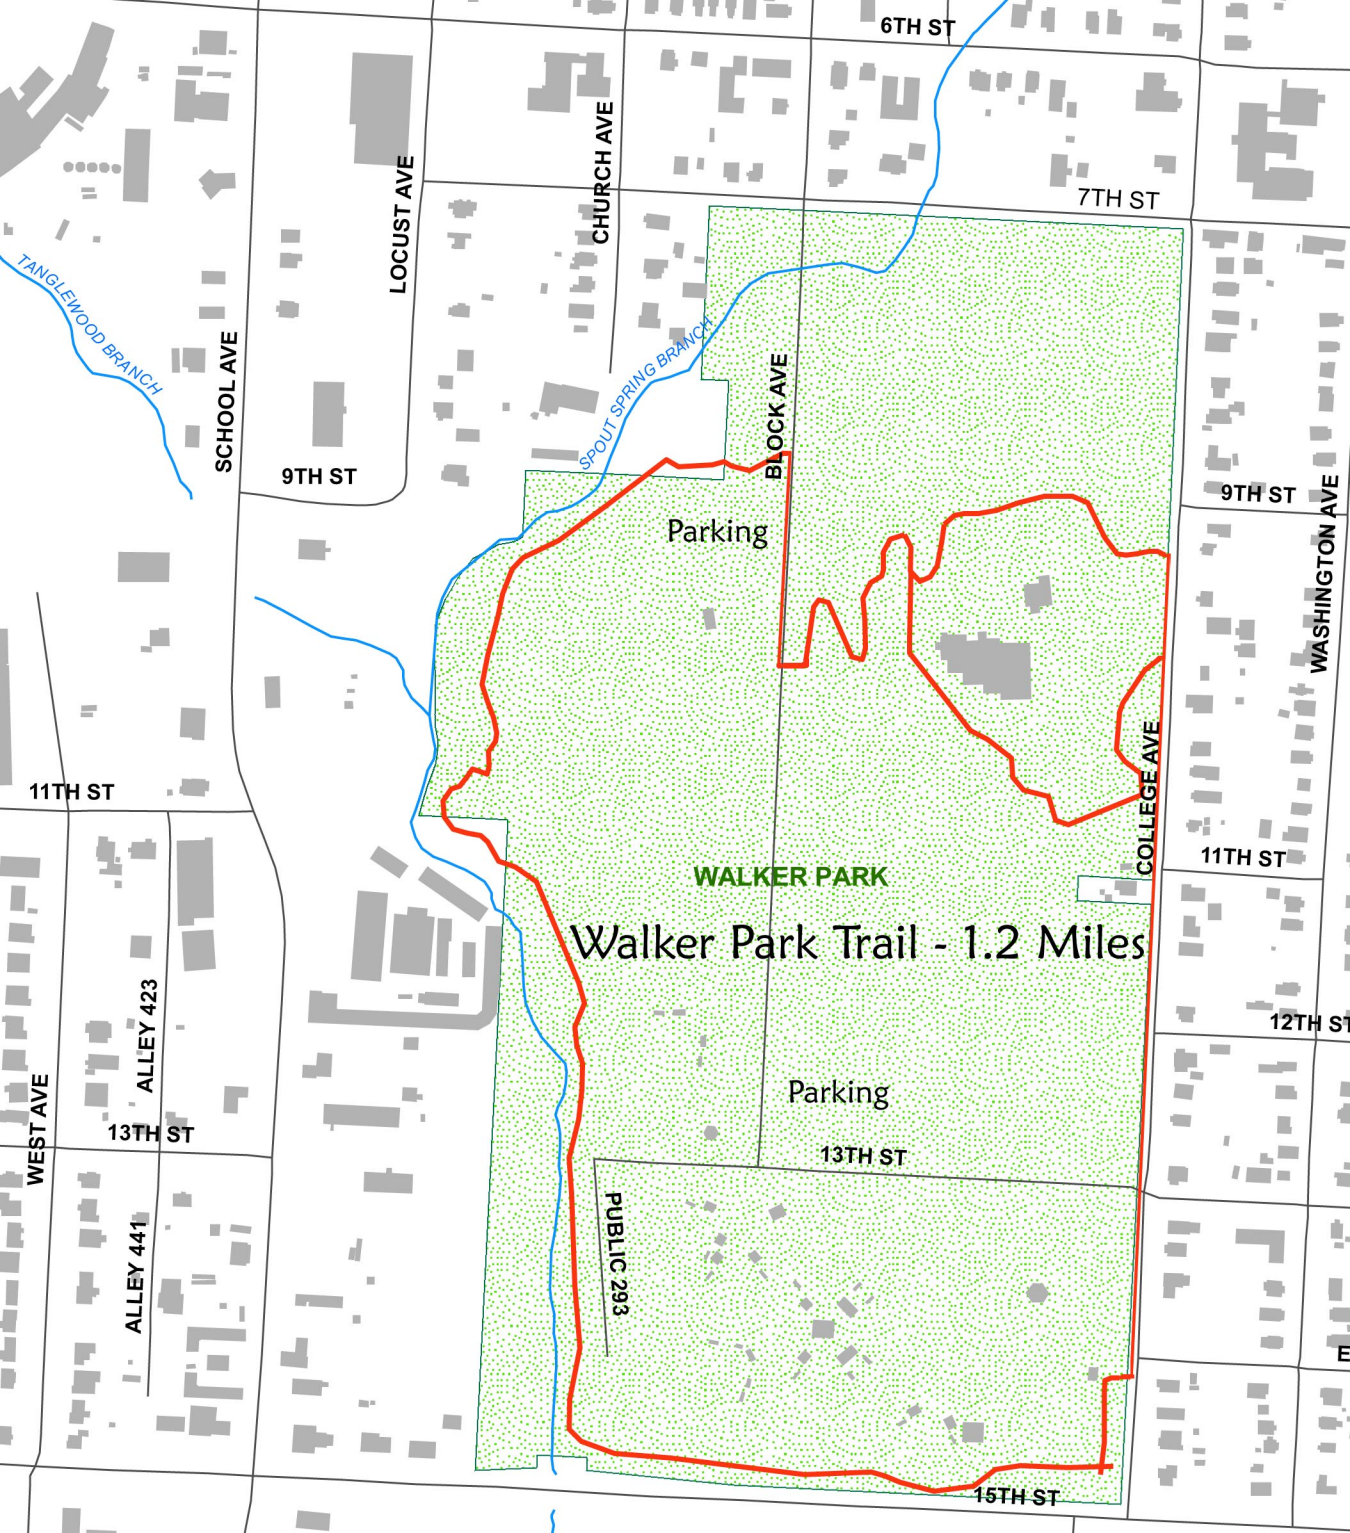 6TH ST
7TH ST
CHURCH AVE
LOCUST AVE
TANGLEWOOD BRANCH
SCHOOL AVE
SPOUT SPRING BRANCH
BLOCK AVE
9TH ST
9TH ST
WASHINGTON AVE
Parking
COLLEGE AVE
11TH ST
11TH ST
WALKER PARK
Walker Park Trail - 1.2 Miles
ALLEY 423
12TH ST
WEST AVE
Parking
13TH ST
13TH ST
PUBLIC 293
ALLEY 441
E
15TH ST